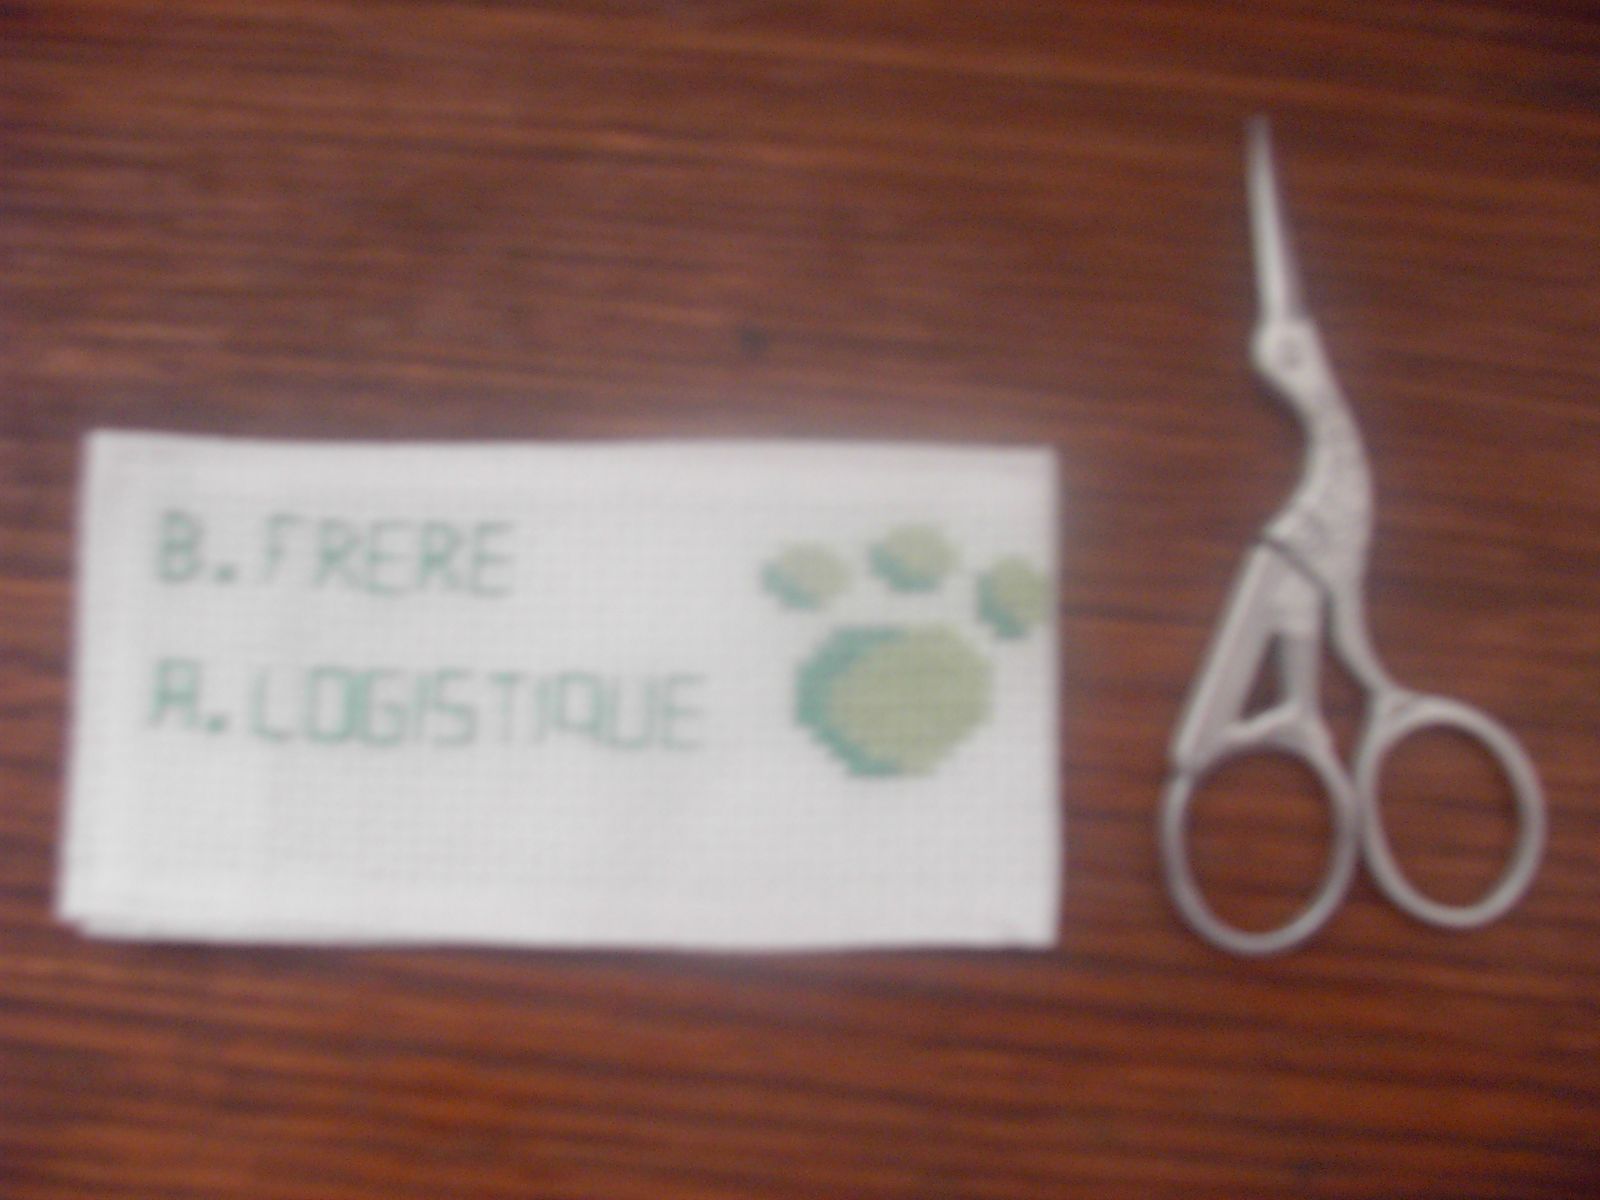 B. FRERE
A. LOGISTIQUE